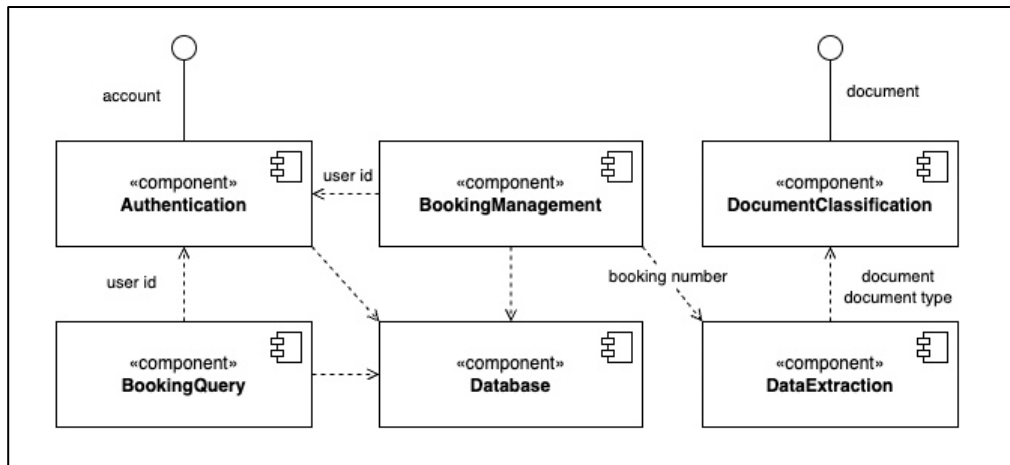 account
document
«component»
Authentication
user id
«component»
BookingManagement
«component»
DocumentClassification
user id
booking number
document
document type
«component»
BookingQuery
«component»
Database
«component»
DataExtraction